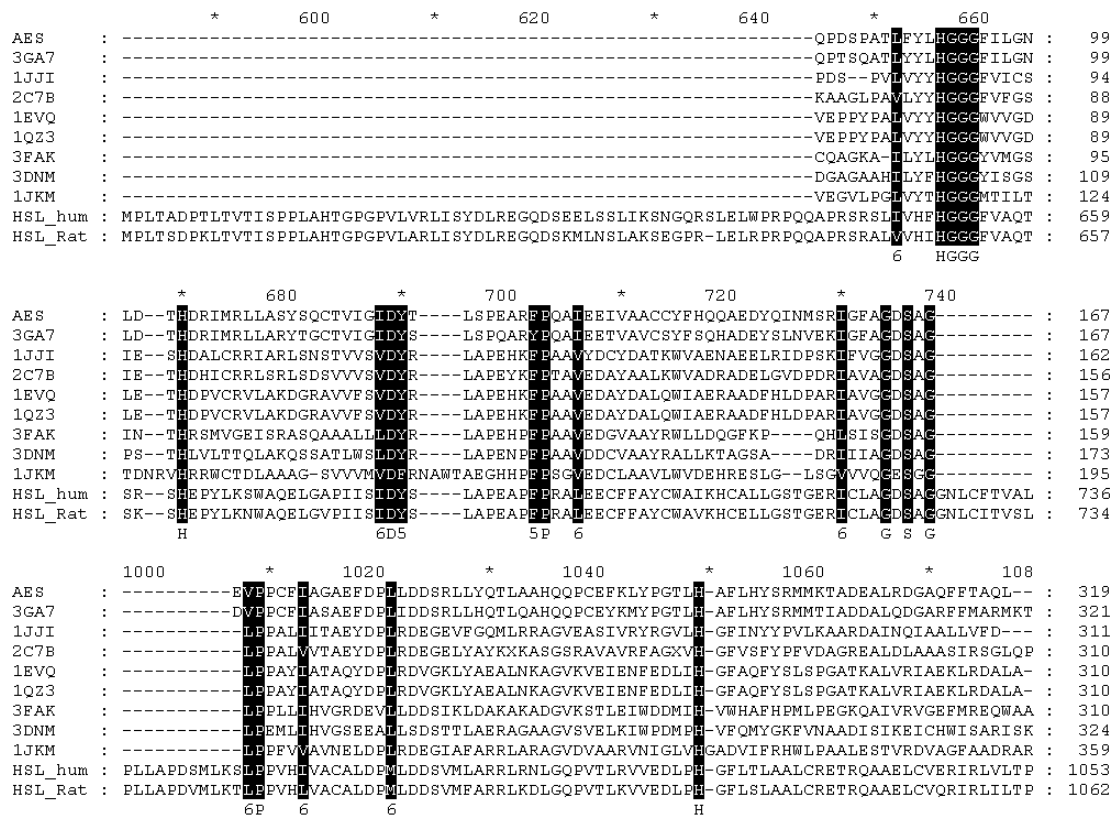 * 600 * 620 * 640 * 660
AES : ---------------------------------------------------------------QPDSPATLFYLHGGGFILGN : 99
3GA7 : ---------------------------------------------------------------QPTSQATLYYLHGGGFILGN : 99
1JJI : ---------------------------------------------------------------PDS--PVLVYYHGGGFVICS : 94
2C7B : ---------------------------------------------------------------KAAGLPAVLYYHGGGFVFGS : 88
1EVQ : ---------------------------------------------------------------VEPPYPALVYYHGGGWVVGD : 89
1QZ3 : ---------------------------------------------------------------VEPPYPALVYYHGGGWVVGD : 89
3FAK : ---------------------------------------------------------------CQAGKA-ILYLHGGGYVMGS : 95
3DNM : ---------------------------------------------------------------DGAGAAHILYFHGGGYISGS : 109
1JKM : ---------------------------------------------------------------VEGVLPGLVYTHGGGMTILT : 124
HSL_hum : MPLTADPTLTVTISPPLAHTGPGPVLVRLISYDLREGQDSEELSSLIKSNGQRSLELWPRPQQAPRSRSLIVHFHGGGFVAQT : 659
HSL_Rat : MPLTSDPKLTVTISPPLAHTGPGPVLARLISYDLREGQDSKMLNSLAKSEGPR-LELRPRPQQAPRSRALVVHIHGGGFVAQT : 657
6 HGGG
* 680 * 700 * 720 * 740
AES : LD--THDRIMRLLASYSQCTVIGIDYT----LSPEARFPQAIEEIVAACCYFHQQAEDYQINMSRIGFAGDSAG--------- : 167
3GA7 : LD--THDRIMRLLARYTGCTVIGIDYS----LSPQARYPQAIEETVAVCSYFSQHADEYSLNVEKIGFAGDSAG--------- : 167
1JJI : IE--SHDALCRRIARLSNSTVVSVDYR----LAPEHKFPAAVYDCYDATKWVAENAEELRIDPSKIFVGGDSAG--------- : 162
2C7B : IE--THDHICRRLSRLSDSVVVSVDYR----LAPEYKFPTAVEDAYAALKWVADRADELGVDPDRIAVAGDSAG--------- : 156
1EVQ : LE--THDPVCRVLAKDGRAVVFSVDYR----LAPEHKFPAAVEDAYDALQWIAERAADFHLDPARIAVGGDSAG--------- : 157
1QZ3 : LE--THDPVCRVLAKDGRAVVFSVDYR----LAPEHKFPAAVEDAYDALQWIAERAADFHLDPARIAVGGDSAG--------- : 157
3FAK : IN--THRSMVGEISRASQAAALLLDYR----LAPEHPFPAAVEDGVAAYRWLLDQGFKP----QHLSISGDSAG--------- : 159
3DNM : PS--THLVLTTQLAKQSSATLWSLDYR----LAPENPFPAAVDDCVAAYRALLKTAGSA----DRIIIAGDSAG--------- : 173
1JKM : TDNRVHRRWCTDLAAAG-SVVVMVDFRNAWTAEGHHPFPSGVEDCLAAVLWVDEHRESLG--LSGVVVQGESGG--------- : 195
HSL_hum : SR--SHEPYLKSWAQELGAPIISIDYS----LAPEAPFPRALEECFFAYCWAIKHCALLGSTGERICLAGDSAGGNLCFTVAL : 736
HSL_Rat : SK--SHEPYLKNWAQELGVPIISIDYS----LAPEAPFPRALEECFFAYCWAVKHCELLGSTGERICLAGDSAGGNLCITVSL : 734
H 6D5 5P 6 6 G S G
1000 * 1020 * 1040 * 1060 * 108
AES : ----------EVPPCFIAGAEFDPLLDDSRLLYQTLAAHQQPCEFKLYPGTLH-AFLHYSRMMKTADEALRDGAQFFTAQL-- : 319
3GA7 : ----------DVPPCFIASAEFDPLIDDSRLLHQTLQAHQQPCEYKMYPGTLH-AFLHYSRMMTIADDALQDGARFFMARMKT : 321
1JJI : -----------LPPALIITAEYDPLRDEGEVFGQMLRRAGVEASIVRYRGVLH-GFINYYPVLKAARDAINQIAALLVFD--- : 311
2C7B : -----------LPPALVVTAEYDPLRDEGELYAYKXKASGSRAVAVRFAGXVH-GFVSFYPFVDAGREALDLAAASIRSGLQP : 310
1EVQ : -----------LPPAYIATAQYDPLRDVGKLYAEALNKAGVKVEIENFEDLIH-GFAQFYSLSPGATKALVRIAEKLRDALA- : 310
1QZ3 : -----------LPPAYIATAQYDPLRDVGKLYAEALNKAGVKVEIENFEDLIH-GFAQFYSLSPGATKALVRIAEKLRDALA- : 310
3FAK : -----------LPPLLIHVGRDEVLLDDSIKLDAKAKADGVKSTLEIWDDMIH-VWHAFHPMLPEGKQAIVRVGEFMREQWAA : 310
3DNM : -----------LPEMLIHVGSEEALLSDSTTLAERAGAAGVSVELKIWPDMPH-VFQMYGKFVNAADISIKEICHWISARISK : 324
1JKM : -----------LPPFVVAVNELDPLRDEGIAFARRLARAGVDVAARVNIGLVHGADVIFRHWLPAALESTVRDVAGFAADRAR : 359
HSL_hum : PLLAPDSMLKSLPPVHIVACALDPMLDDSVMLARRLRNLGQPVTLRVVEDLPH-GFLTLAALCRETRQAAELCVERIRLVLTP : 1053
HSL_Rat : PLLAPDVMLKTLPPVHLVACALDPMLDDSVMFARRLKDLGQPVTLKVVEDLPH-GFLSLAALCRETRQAAELCVQRIRLILTP : 1062
6P 6 6 H